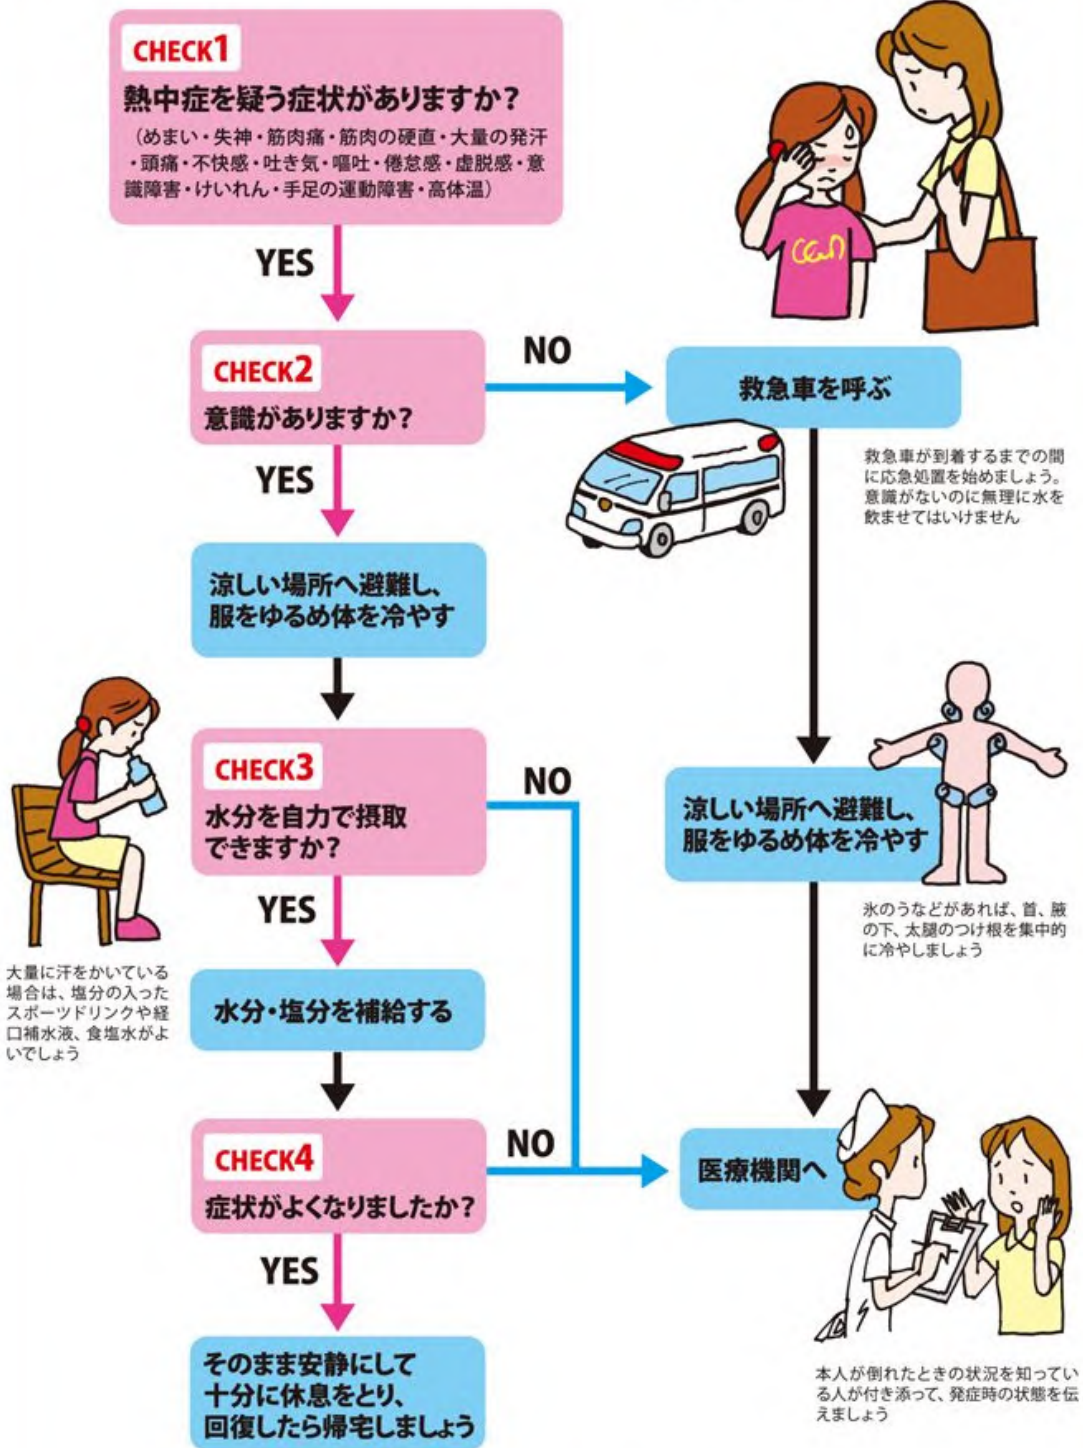 CHECK1
熱中症を疑う症状がありますか?
(めまい・失神・筋肉痛・筋肉の硬直・大量の発汗
・頭痛・不快感・吐き気・嘔吐・倦怠感・虚脱感・意
識障害・けいれん・手足の運動障害・高体温)
YES
CHECK2
意識がありますか?
NO
救急車を呼ぶ
救急車が到着するまでの間
に応急処置を始めましょう。
意識がないのに無理に水を
飲ませてはいけません
YES
涼しい場所へ避難し、
服をゆるめ体を冷やす
CHECK3
水分を自力で摂取
できますか?
NO
涼しい場所へ避難し、
服をゆるめ体を冷やす
氷のうなどがあれば、首、腋
の下、太腿のつけ根を集中的
に冷やしましょう
YES
大量に汗をかいている
場合は、塩分の入った
スポーツドリンクや経
口補水液、食塩水がよ
いでしょう
水分・塩分を補給する
CHECK4
症状がよくなりましたか?
NO
医療機関へ
本人が倒れたときの状況を知ってい
る人が付き添って、発症時の状態を伝
えましょう
YES
そのまま安静にして
十分に休息をとり、
回復したら帰宅しましょう